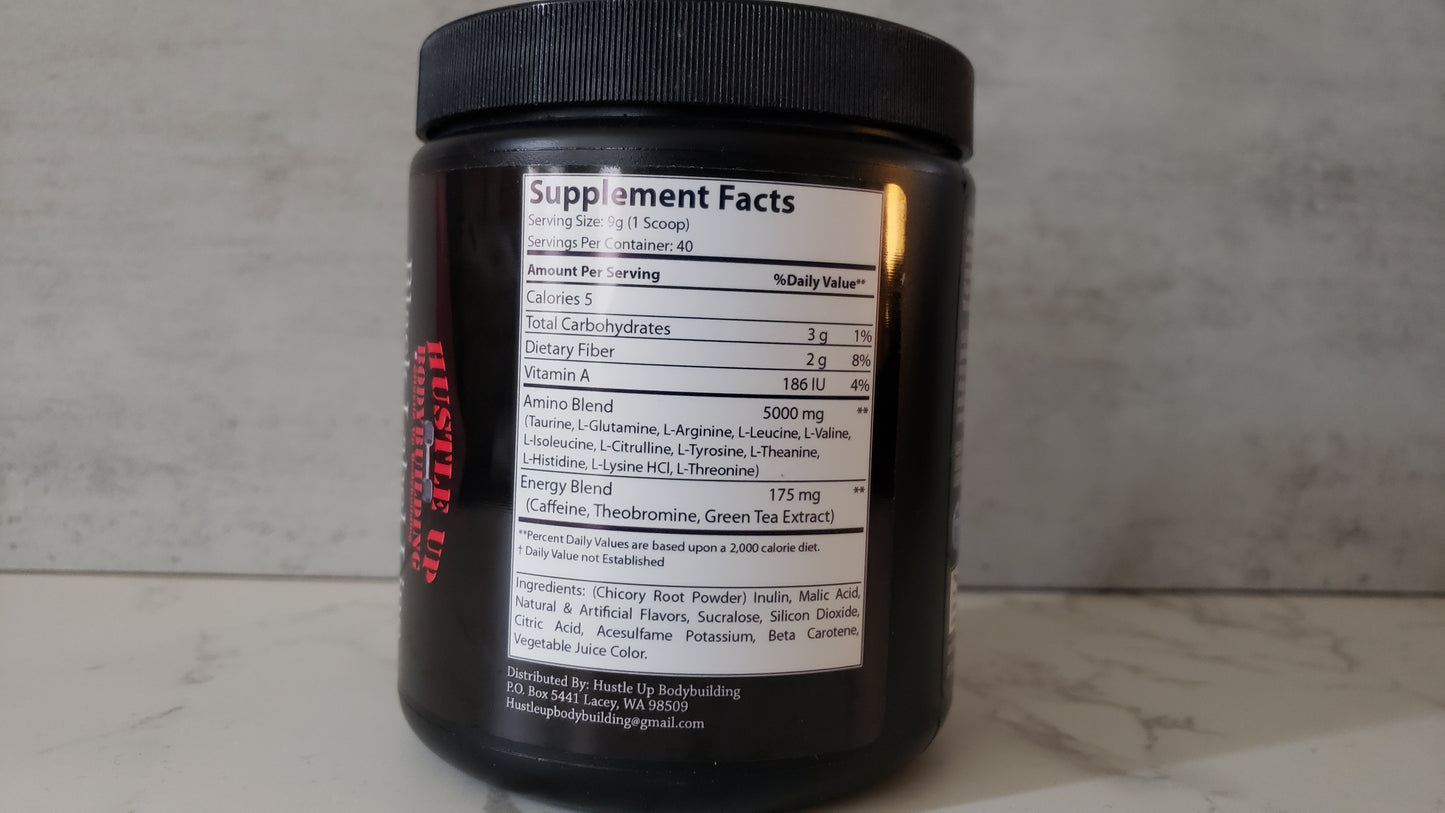 Supplement Facts
Serving Size: 9g (1 Scoop)
Servings Per Container: 40
Amount Per Serving %Daily Value**
Calories 5
Total Carbohydrates 3 g 1%
Dietary Fiber 2 g 8%
Vitamin A 186 IU 4%
Amino Blend 5000 mg **
(Taurine, L-Glutamine, L-Arginine, L-Leucine, L-Valine,
L-Isoleucine, L-Citrulline, L-Tyrosine, L-Theanine,
L-Histidine, L-Lysine HCl, L-Threonine)
Energy Blend 175 mg **
(Caffeine, Theobromine, Green Tea Extract)
**Percent Daily Values are based upon a 2,000 calorie diet.
† Daily Value not Established
Ingredients: (Chicory Root Powder) Inulin, Malic Acid,
Natural & Artificial Flavors, Sucralose, Silicon Dioxide,
Citric Acid, Acesulfame Potassium, Beta Carotene,
Vegetable Juice Color.
Distributed By: Hustle Up Bodybuilding
P.O. Box 5441 Lacey, WA 98509
Hustleupbodybuilding@gmail.com
HUSTLE UP
BODYBUILDING